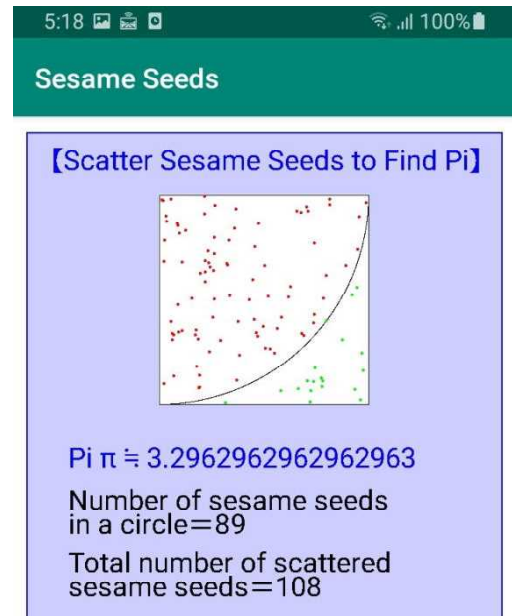 5:18 100%
Sesame Seeds
【Scatter Sesame Seeds to Find Pi】
Pi π ≒ 3.2962962962962963
Number of sesame seeds
in a circle＝89
Total number of scattered
sesame seeds＝108